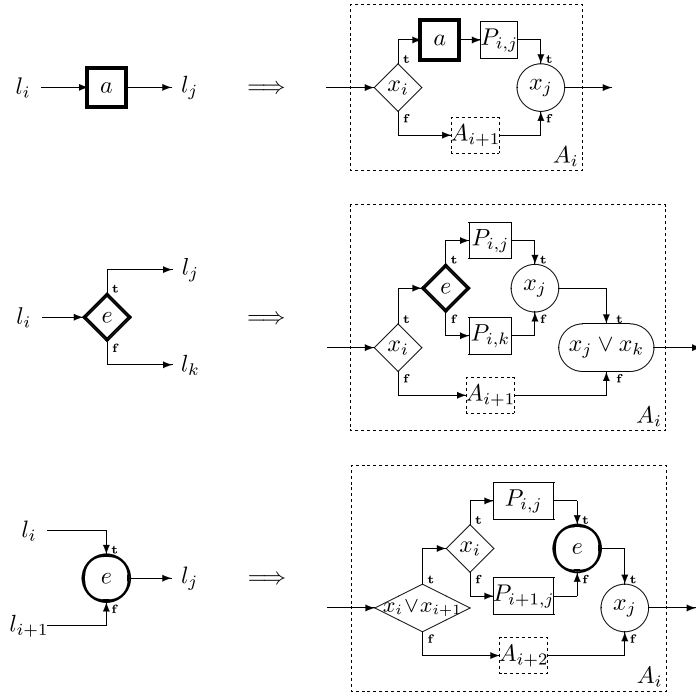 l_i a l_j ⟹ x_i t a P_{i,j} t x_j
f A_{i+1} f
A_i
l_i e t l_j f l_k ⟹ x_i t e t P_{i,j} t x_j t x_j ∨ x_k
f P_{i,k} f
f A_{i+1} f
A_i
l_i t e l_j ⟹ x_i∨x_{i+1} t x_i t P_{i,j} t e t x_j
l_{i+1} f f P_{i+1,j} f
f A_{i+2} f
A_i